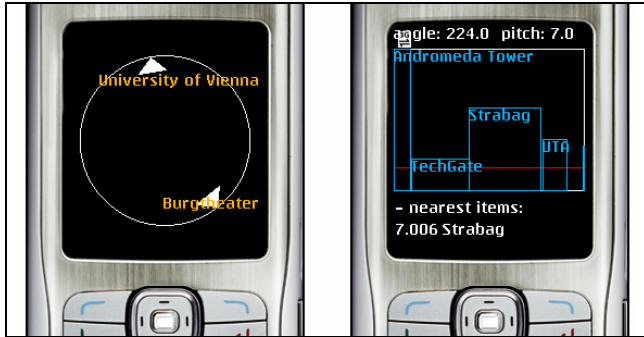 University of Vienna
Burgtheater
angle: 224.0 pitch: 7.0
Andromeda Tower
Strabag
UTA
TechGate
- nearest items:
7.006 Strabag